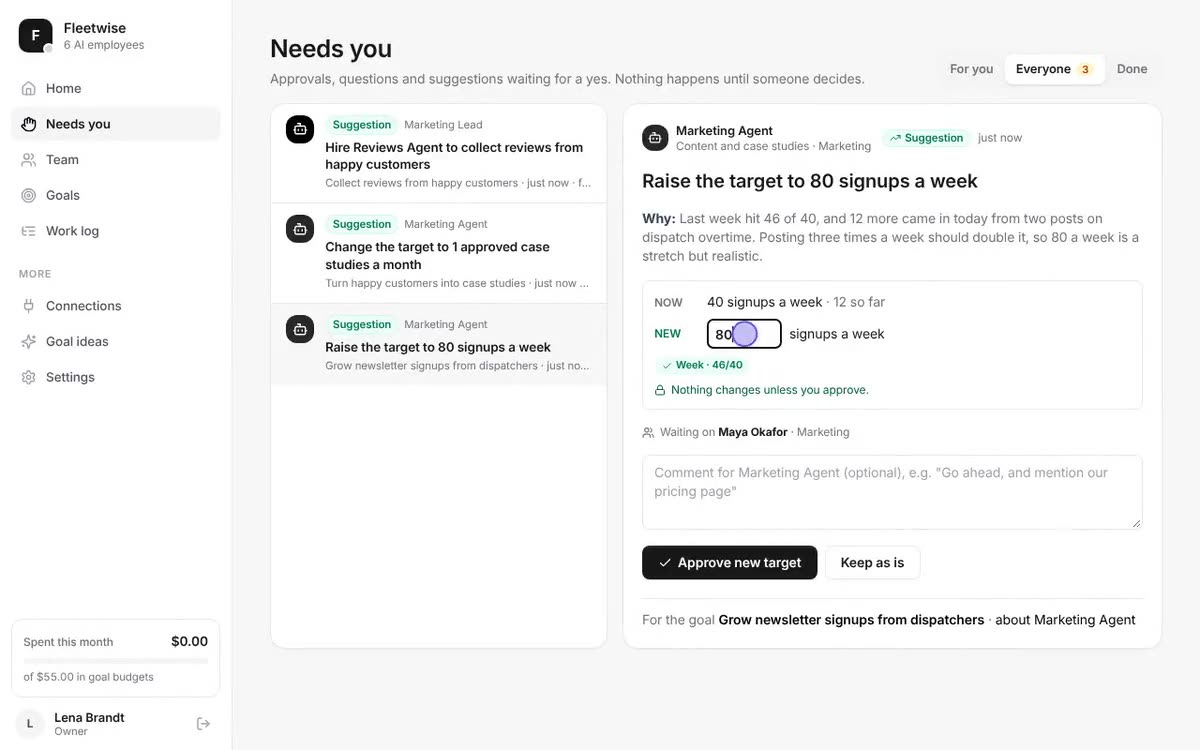 F
Fleetwise
6 AI employees
Home
Needs you
Team
Goals
Work log
MORE
Connections
Goal ideas
Settings
Spent this month $0.00
of $55.00 in goal budgets
L
Lena Brandt
Owner
Needs you
Approvals, questions and suggestions waiting for a yes. Nothing happens until someone decides.
For you Everyone 3 Done
Suggestion Marketing Lead
Hire Reviews Agent to collect reviews from
happy customers
Collect reviews from happy customers · just now · f...
Suggestion Marketing Agent
Change the target to 1 approved case
studies a month
Turn happy customers into case studies · just now ...
Suggestion Marketing Agent
Raise the target to 80 signups a week
Grow newsletter signups from dispatchers · just no...
Marketing Agent
Content and case studies · Marketing
Suggestion just now
Raise the target to 80 signups a week
Why: Last week hit 46 of 40, and 12 more came in today from two posts on
dispatch overtime. Posting three times a week should double it, so 80 a week is a
stretch but realistic.
NOW 40 signups a week · 12 so far
NEW 80 signups a week
Week · 46/40
Nothing changes unless you approve.
Waiting on Maya Okafor · Marketing
Comment for Marketing Agent (optional), e.g. "Go ahead, and mention our
pricing page"
Approve new target Keep as is
For the goal Grow newsletter signups from dispatchers · about Marketing Agent